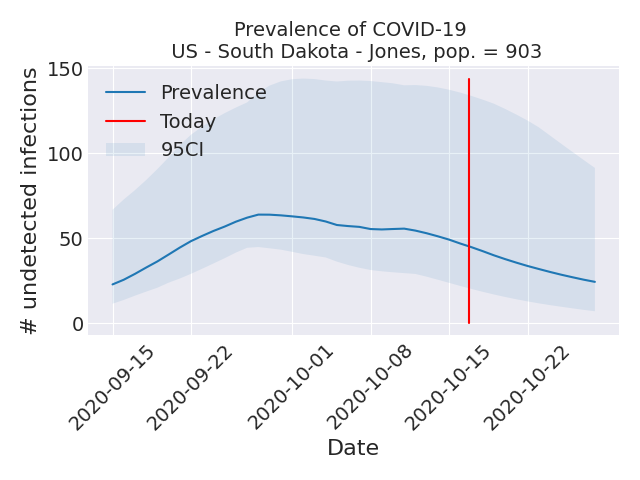 Prevalence of COVID-19
US - South Dakota - Jones, pop. = 903
# undetected infections
150
100
50
0
Prevalence
Today
95CI
2020-09-15
2020-09-22
2020-10-01
2020-10-08
2020-10-15
2020-10-22
Date